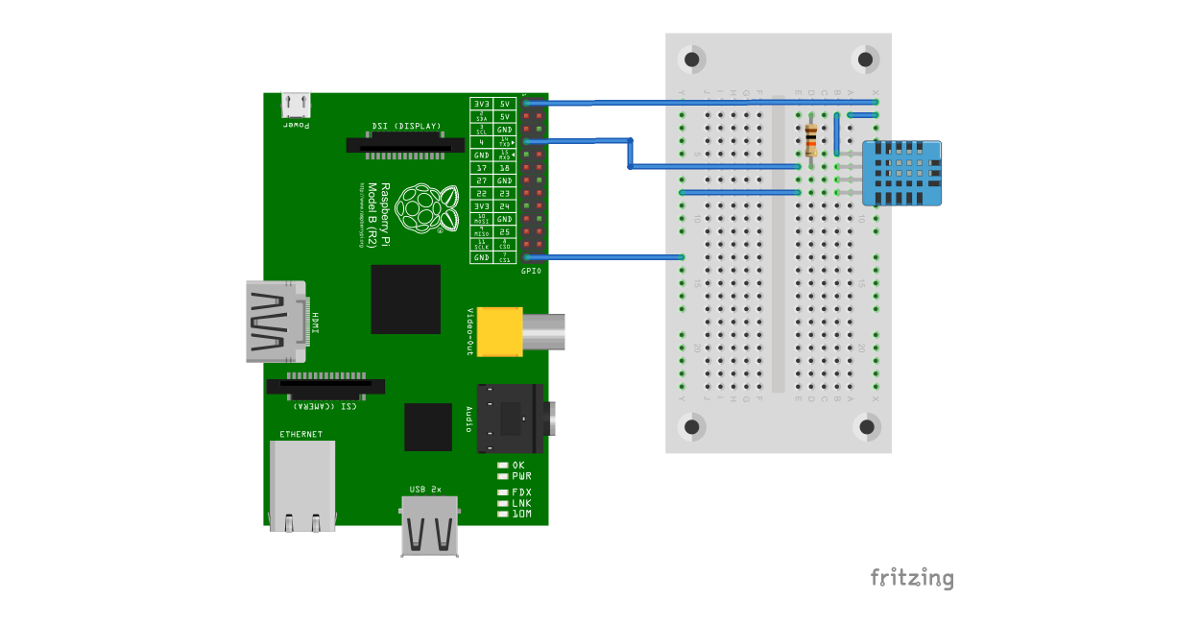 Power
DSI (DISPLAY)
3V3 5V
2 SDA 5V
3 SCL GND
4 14 TXD
GND 15 RXD
17 18
27 GND
22 23
3V3 24
10 MOSI GND
9 MISO 25
11 SCLK 8 CS0
GND 7 CS1
GPIO
Raspberry Pi
Model B (R2)
http://www.raspberrypi.org
HDMI
Video-Out
CSI (CAMERA)
Audio
ETHERNET
OK
PWR
FDX
LNK
10M
USB 2x
Y J I H G F E D C B A X
5
10 10
15 15
20 20
Y J I H G F E D C B A X
fritzing